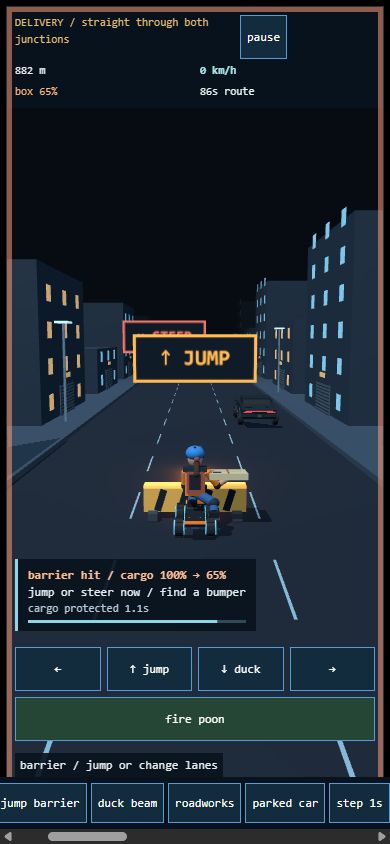 DELIVERY / straight through both
junctions
pause
882 m
0 km/h
box 65%
86s route
STEER
↑ JUMP
barrier hit / cargo 100% → 65%
jump or steer now / find a bumper
cargo protected 1.1s
←
↑ jump
↓ duck
→
fire poon
barrier / jump or change lanes
jump barrier
duck beam
roadworks
parked car
step 1s